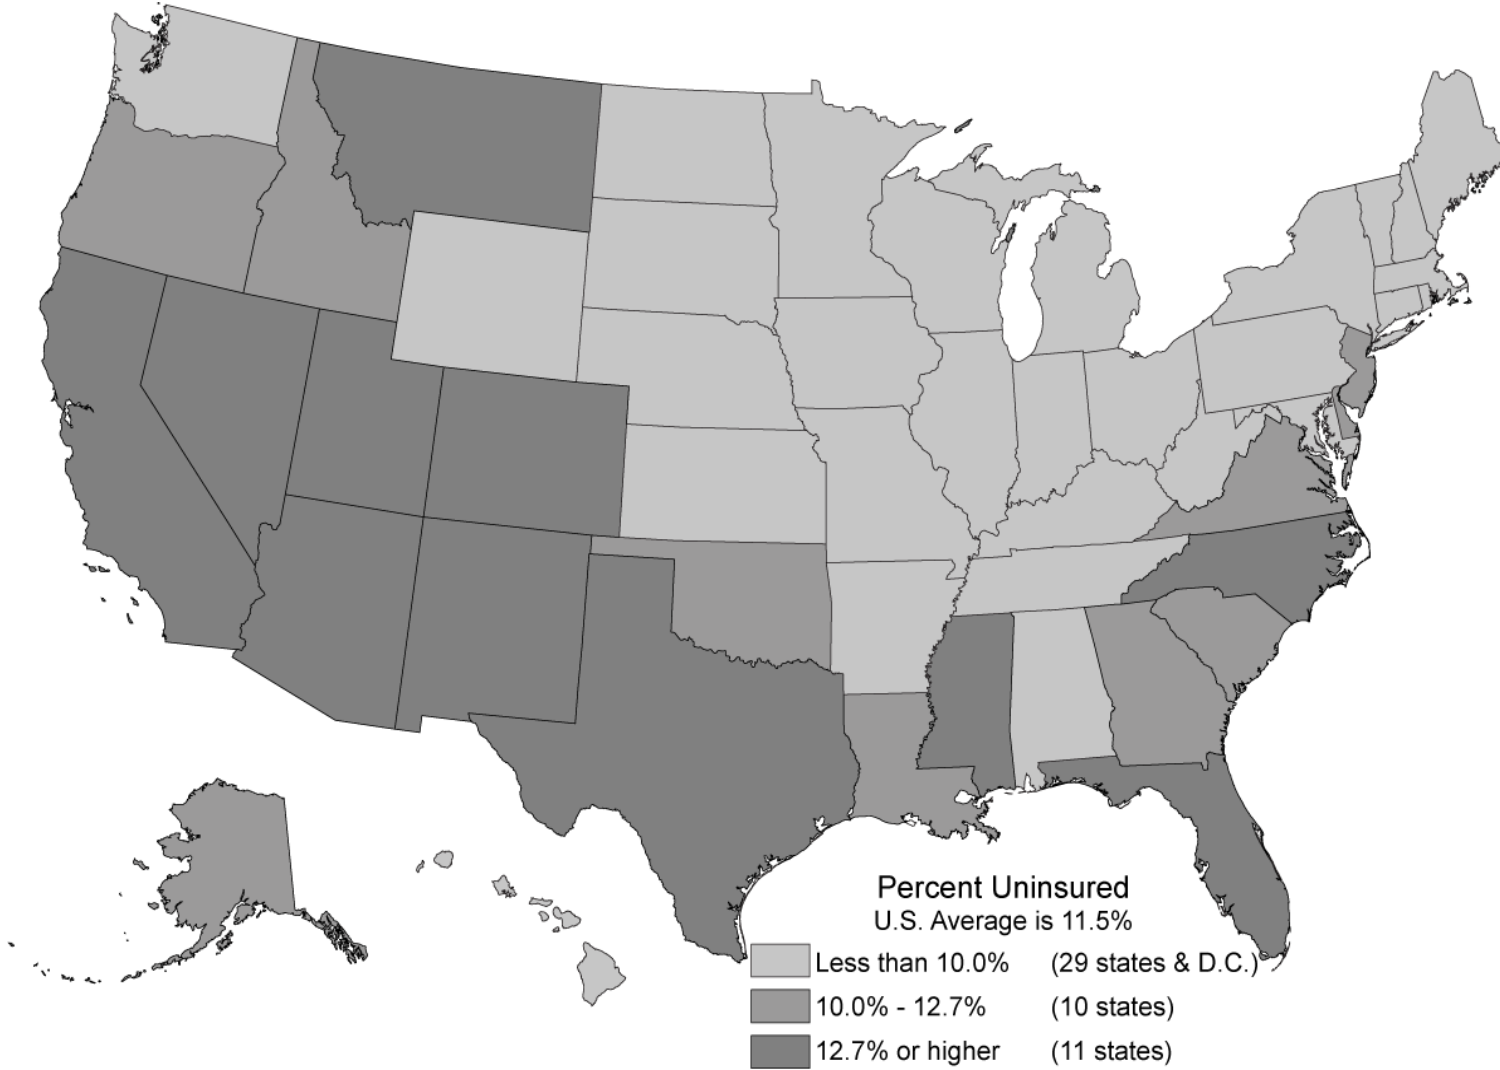 Percent Uninsured
U.S. Average is 11.5%
Less than 10.0% (29 states & D.C.)
10.0% - 12.7% (10 states)
12.7% or higher (11 states)